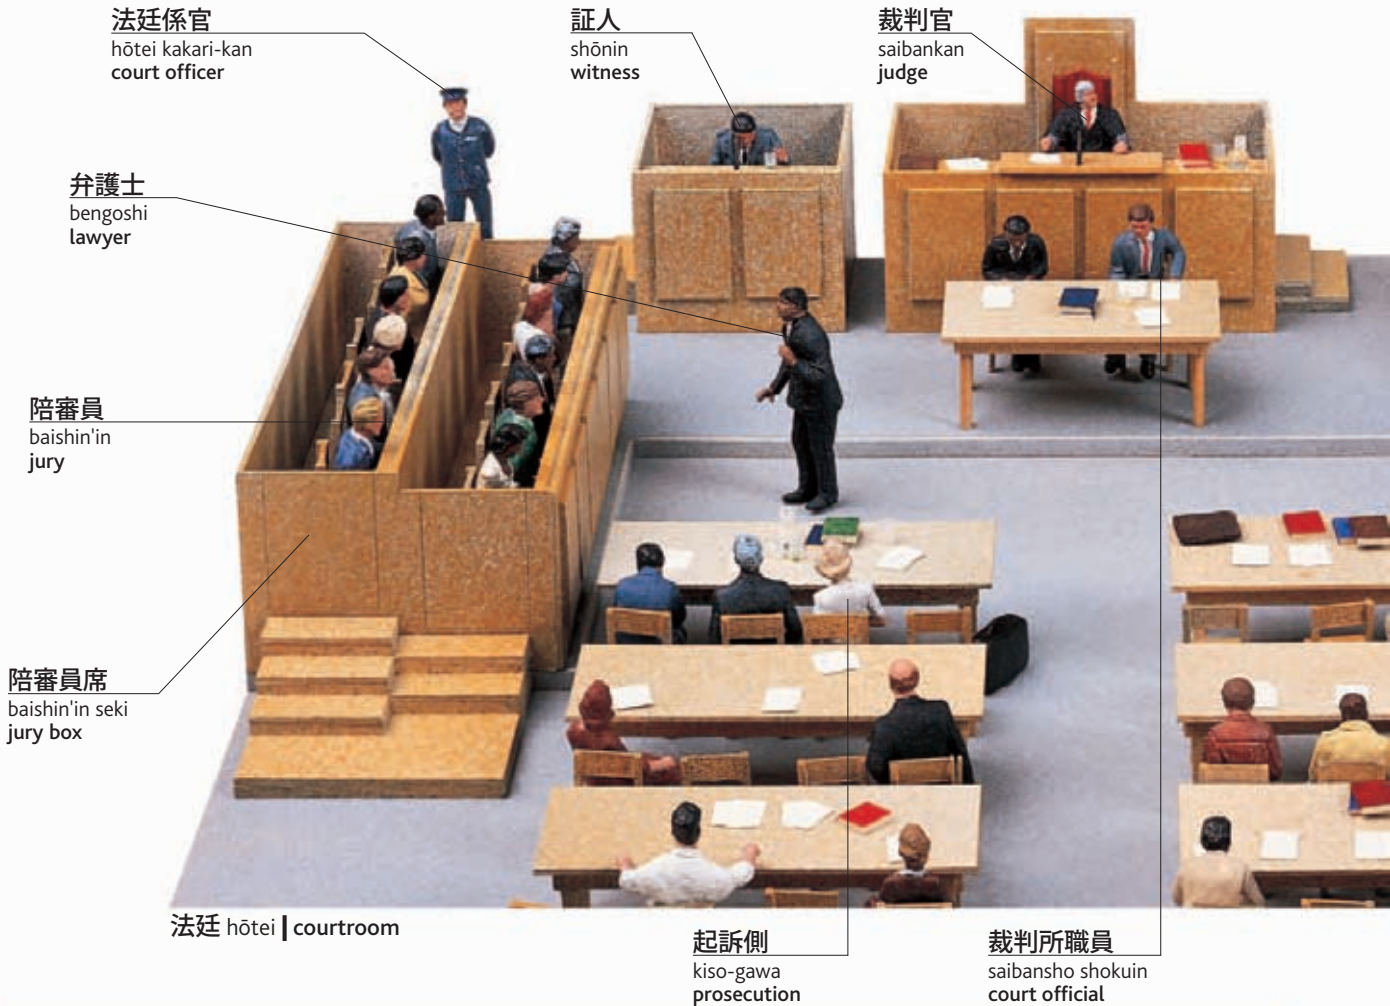 法廷係官
hōtei kakari-kan
court officer
証人
shōnin
witness
裁判官
saibankan
judge
弁護士
bengoshi
lawyer
陪審員
baishin'in
jury
陪審員席
baishin'in seki
jury box
法廷 hōtei | courtroom
起訴側
kiso-gawa
prosecution
裁判所職員
saibansho shokuin
court official